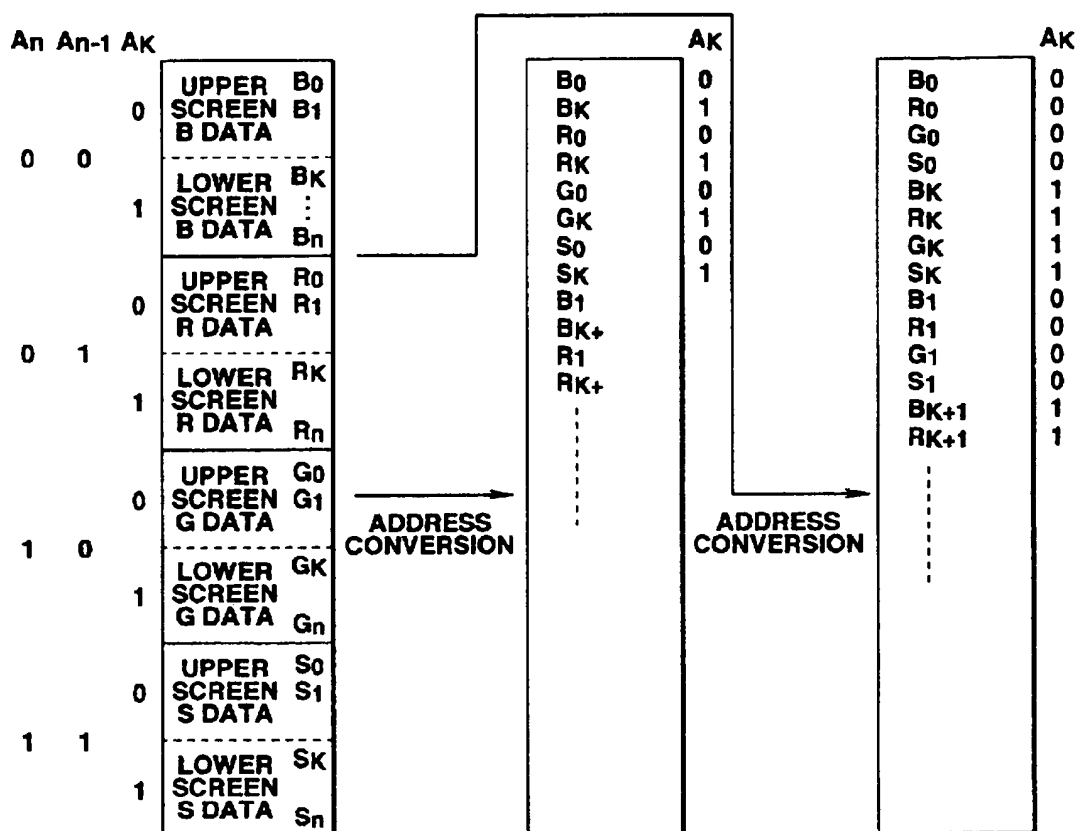 An An-1 AK
UPPER B0
0 SCREEN B1
B DATA
0 0
LOWER BK
1 SCREEN
B DATA Bn
UPPER R0
0 SCREEN R1
R DATA
0 1
LOWER RK
1 SCREEN
R DATA Rn
UPPER G0
0 SCREEN G1
G DATA
1 0
LOWER GK
1 SCREEN
G DATA Gn
UPPER S0
0 SCREEN S1
S DATA
1 1
LOWER SK
1 SCREEN
S DATA Sn
ADDRESS
CONVERSION
AK
B0 0
BK 1
R0 0
RK 1
G0 0
GK 1
S0 0
SK 1
B1
BK+
R1
RK+
ADDRESS
CONVERSION
AK
B0 0
R0 0
G0 0
S0 0
BK 1
RK 1
GK 1
SK 1
B1 0
R1 0
G1 0
S1 0
BK+1 1
RK+1 1